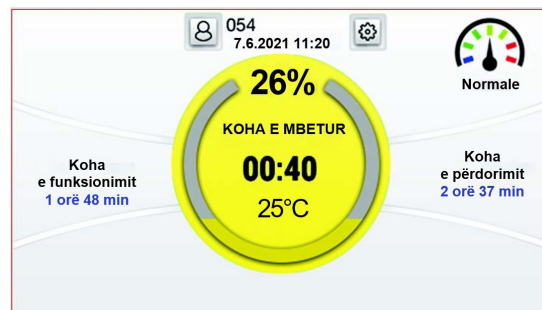 054
7.6.2021 11:20
26%
Normale
KOHA E MBETUR
00:40
25°C
Koha
e funksionimit
1 orë 48 min
Koha
e përdorimit
2 orë 37 min